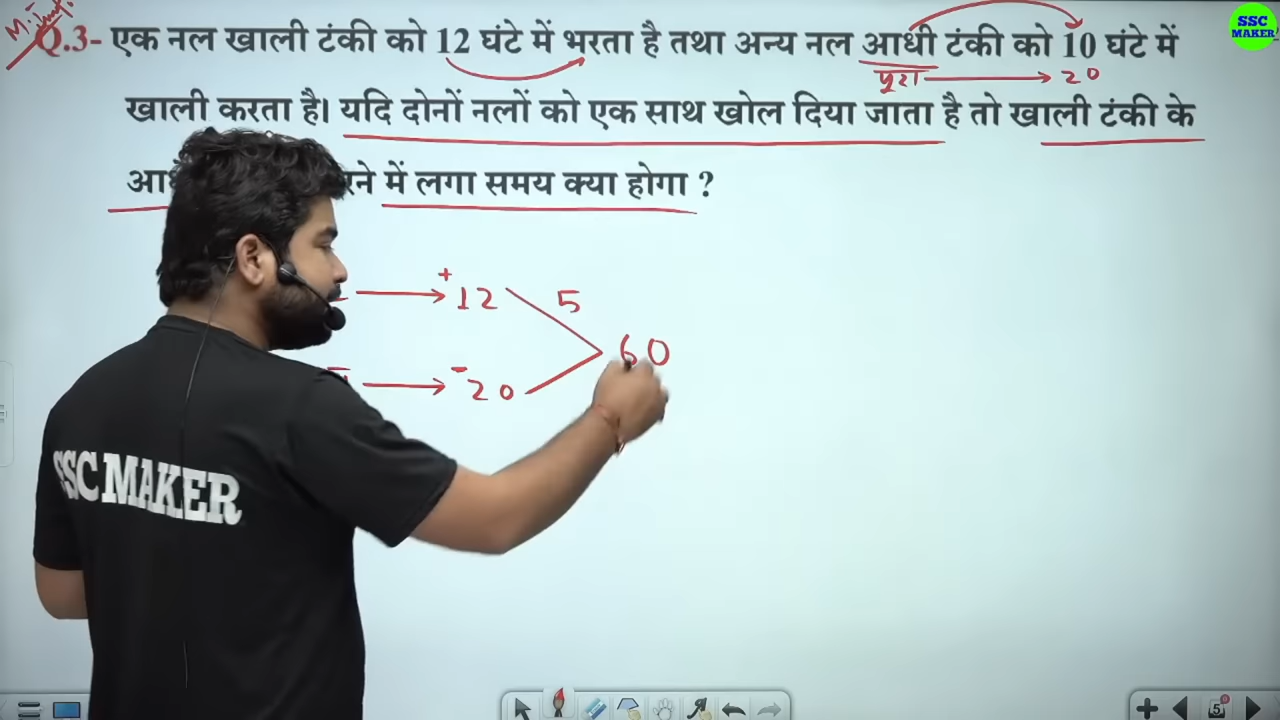 Q.3- एक नल खाली टंकी को 12 घंटे में भरता है तथा अन्य नल आधी टंकी को 10 घंटे में
पुरा 20
खाली करता है। यदि दोनों नलों को एक साथ खोल दिया जाता है तो खाली टंकी के
में लगा समय क्या होगा ?
+12 5
60
-20
SSC MAKER
SSC MAKER
5